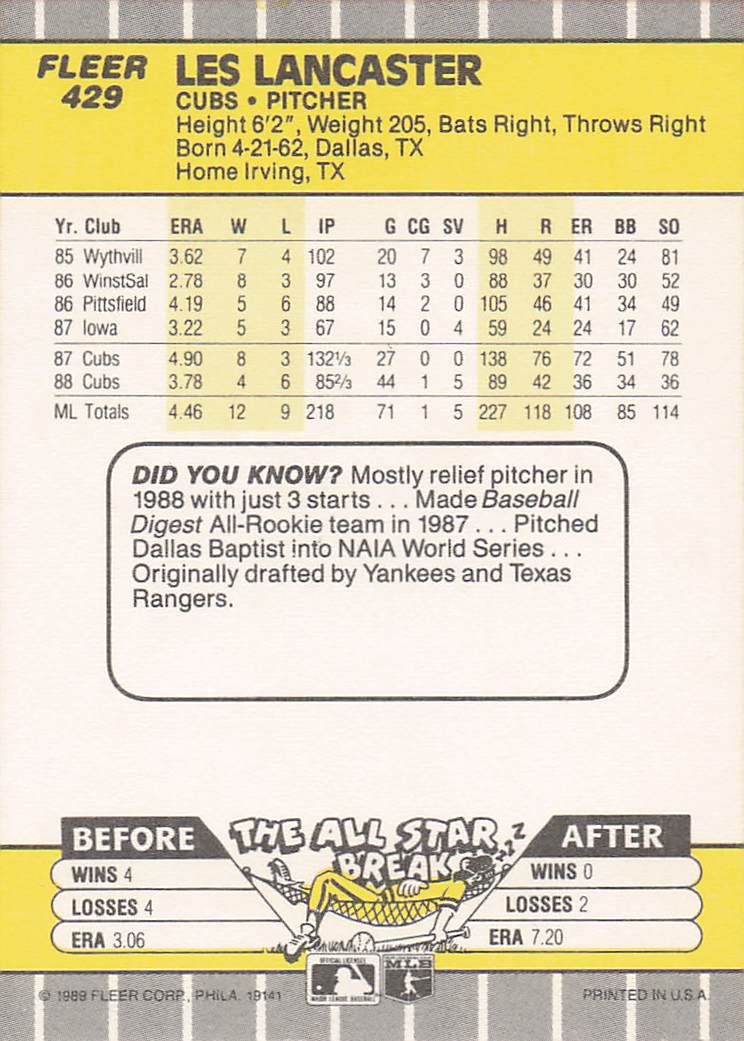 FLEER
429
LES LANCASTER
CUBS • PITCHER
Height 6'2", Weight 205, Bats Right, Throws Right
Born 4-21-62, Dallas, TX
Home Irving, TX
Yr. Club ERA W L IP G CG SV H R ER BB SO
85 Wythvill 3.62 7 4 102 20 7 3 98 49 41 24 81
86 WinstSal 2.78 8 3 97 13 3 0 88 37 30 30 52
86 Pittsfield 4.19 5 6 88 14 2 0 105 46 41 34 49
87 Iowa 3.22 5 3 67 15 0 4 59 24 24 17 62
87 Cubs 4.90 8 3 132⅓ 27 0 0 138 76 72 51 78
88 Cubs 3.78 4 6 85⅔ 44 1 5 89 42 36 34 36
ML Totals 4.46 12 9 218 71 1 5 227 118 108 85 114
DID YOU KNOW? Mostly relief pitcher in
1988 with just 3 starts . . . Made Baseball
Digest All-Rookie team in 1987 . . . Pitched
Dallas Baptist into NAIA World Series . . .
Originally drafted by Yankees and Texas
Rangers.
BEFORE THE ALL STAR BREAK ZZZ AFTER
WINS 4 WINS 0
LOSSES 4 LOSSES 2
ERA 3.06 ERA 7.20
OFFICIAL LICENSEE
MAJOR LEAGUE BASEBALL
MLB
© 1989 FLEER CORP., PHILA. 19141 PRINTED IN U.S.A.